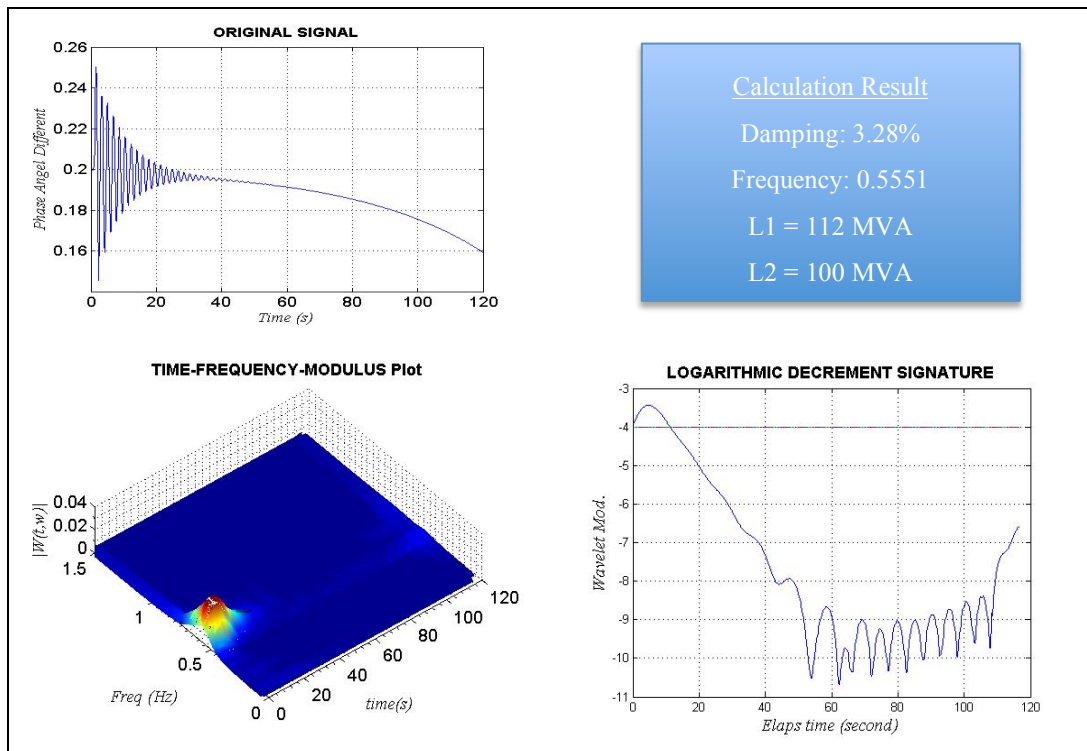 ORIGINAL SIGNAL
0.26
0.24
0.22
0.2
0.18
0.16
Phase Angel Different
0 20 40 60 80 100 120
Time (s)
Calculation Result
Damping: 3.28%
Frequency: 0.5551
L1 = 112 MVA
L2 = 100 MVA
TIME-FREQUENCY-MODULUS Plot
|W(t,w)|
0.04
0.02
0
1.5
1
0.5
0
Freq (Hz)
0
20
40
60
80
100
120
time(s)
LOGARITHMIC DECREMENT SIGNATURE
-3
-4
-5
-6
-7
-8
-9
-10
-11
Wavelet Mod.
0 20 40 60 80 100 120
Elaps time (second)